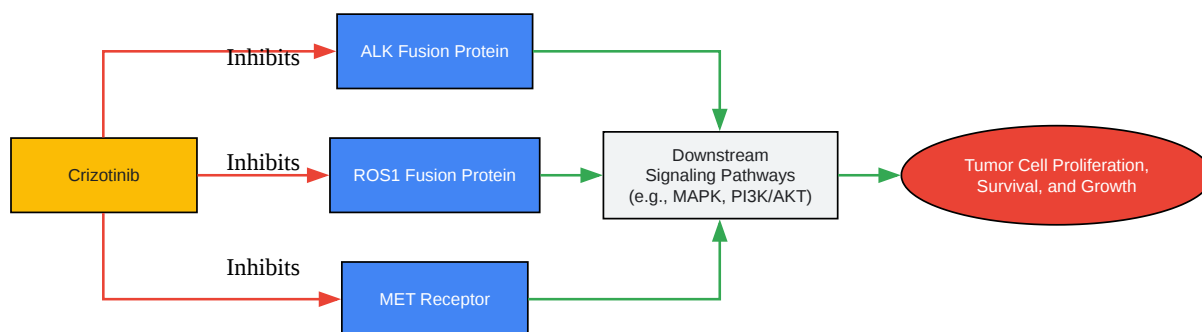 Inhibits
ALK Fusion Protein
Crizotinib
Inhibits
ROS1 Fusion Protein
Downstream
Signaling Pathways
(e.g., MAPK, PI3K/AKT)
Tumor Cell Proliferation,
Survival, and Growth
Inhibits
MET Receptor